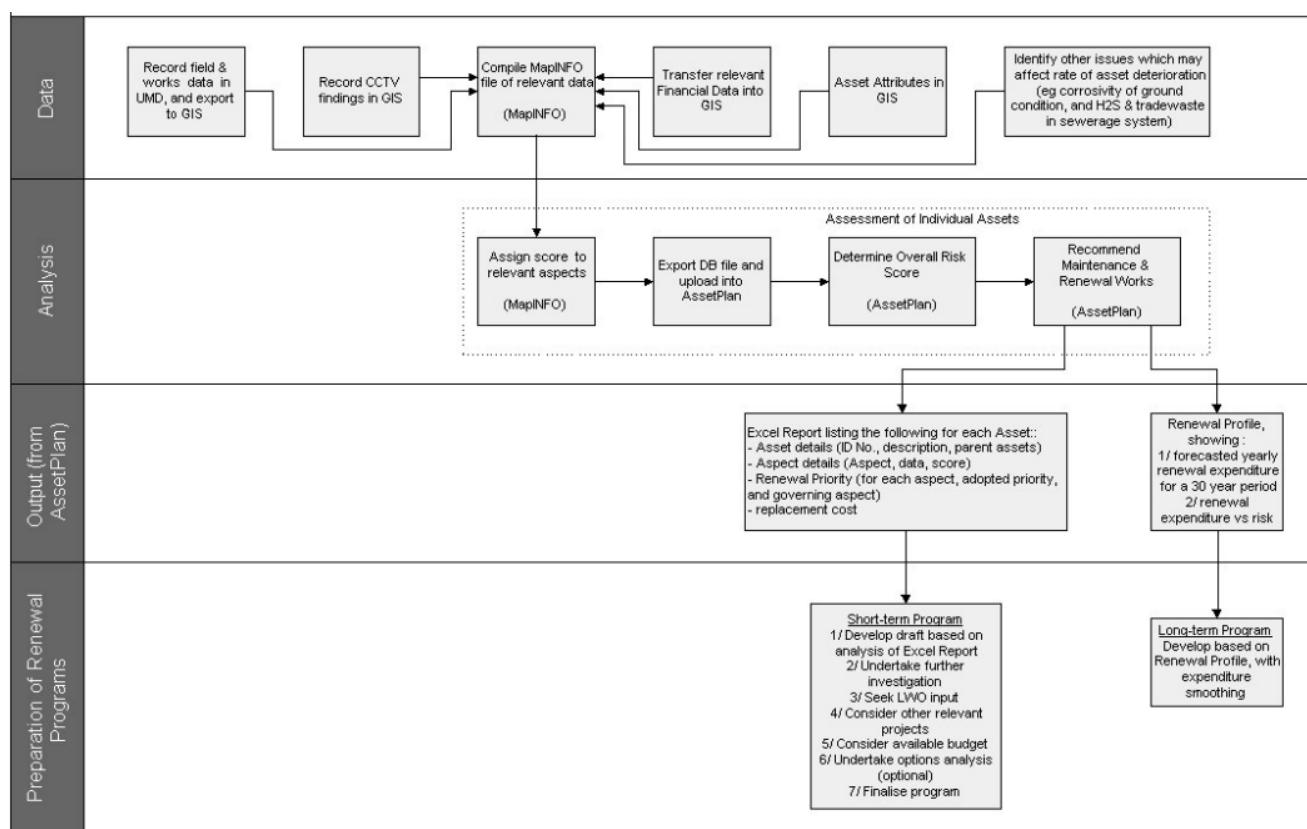 Data
Record field &
works data in
UMD, and export
to GIS
Record CCTV
findings in GIS
Compile MapINFO
file of relevant data
(MapINFO)
Transfer relevant
Financial Data into
GIS
Asset Attributes in
GIS
Identify other issues which may
affect rate of asset deterioration
(eg corrosivity of ground
condition, and H2S & tradewaste
in sewerage system)
Analysis
Assessment of Individual Assets
Assign score to
relevant aspects
(MapINFO)
Export DB file and
upload into
AssetPlan
Determine Overall Risk
Score
(AssetPlan)
Recommend
Maintenance &
Renewal Works
(AssetPlan)
Output (from
AssetPlan)
Excel Report listing the following for each Asset::
- Asset details (ID No., description, parent assets)
- Aspect details (Aspect, data, score)
- Renewal Priority (for each aspect, adopted priority,
and governing aspect)
- replacement cost
Renewal Profile,
showing :
1/ forecasted yearly
renewal expenditure
for a 30 year period
2/ renewal
expenditure vs risk
Preparation of Renewal
Programs
Short-term Program
1/ Develop draft based on
analysis of Excel Report
2/ Undertake further
investigation
3/ Seek LWO input
4/ Consider other relevant
projects
5/ Consider available budget
6/ Undertake options analysis
(optional)
7/ Finalise program
Long-term Program
Develop based on
Renewal Profile, with
expenditure
smoothing